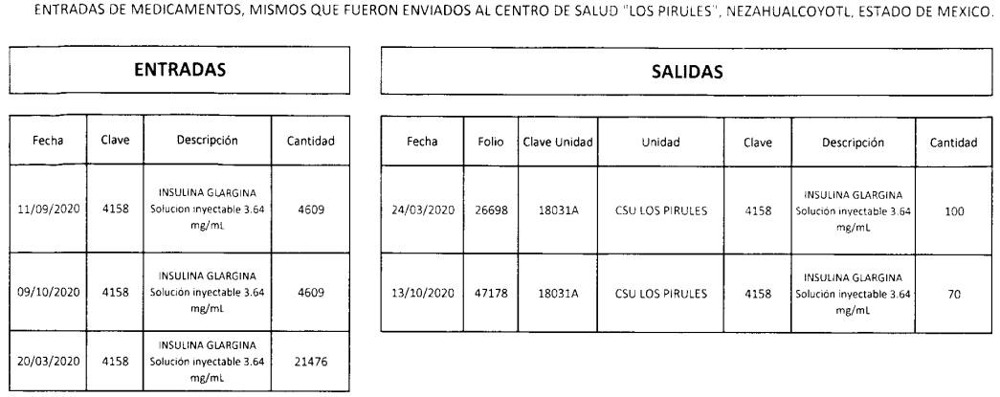 ENTRADAS DE MEDICAMENTOS, MISMOS QUE FUERON ENVIADOS AL CENTRO DE SALUD "LOS PIRULES", NEZAHUALCOYOTL, ESTADO DE MEXICO.
ENTRADAS
Fecha Clave Descripción Cantidad
11/09/2020 4158 INSULINA GLARGINA Solución inyectable 3.64 mg/mL 4609
09/10/2020 4158 INSULINA GLARGINA Solución inyectable 3.64 mg/mL 4609
20/03/2020 4158 INSULINA GLARGINA Solución inyectable 3.64 mg/mL 21476
SALIDAS
Fecha Folio Clave Unidad Unidad Clave Descripción Cantidad
24/03/2020 26698 18031A CSU LOS PIRULES 4158 INSULINA GLARGINA Solución inyectable 3.64 mg/mL 100
13/10/2020 47178 18031A CSU LOS PIRULES 4158 INSULINA GLARGINA Solución inyectable 3.64 mg/mL 70